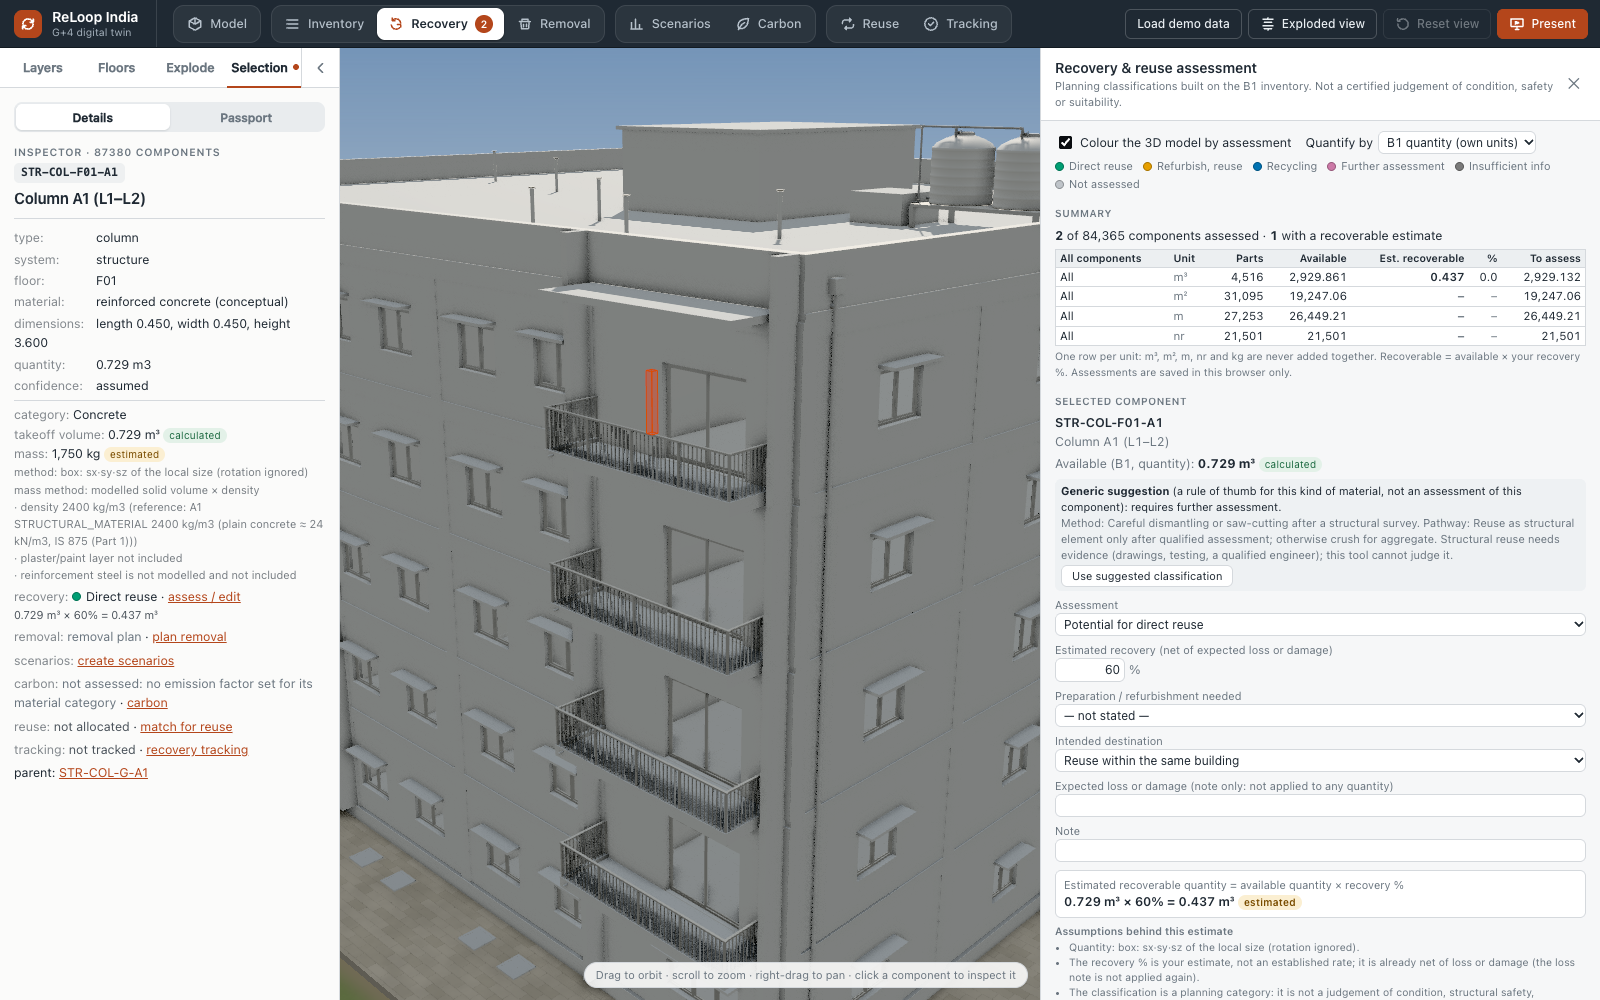 ReLoop India
G+4 digital twin
Model
Inventory
Recovery 2
Removal
Scenarios
Carbon
Reuse
Tracking
Load demo data
Exploded view
Reset view
Present
Layers
Floors
Explode
Selection
Details
Passport
INSPECTOR · 87380 COMPONENTS
STR-COL-F01-A1
Column A1 (L1–L2)
type: column
system: structure
floor: F01
material: reinforced concrete (conceptual)
dimensions: length 0.450, width 0.450, height
3.600
quantity: 0.729 m3
confidence: assumed
category: Concrete
takeoff volume: 0.729 m³ calculated
mass: 1,750 kg estimated
method: box: sx·sy·sz of the local size (rotation ignored)
mass method: modelled solid volume × density
· density 2400 kg/m3 (reference: A1
STRUCTURAL_MATERIAL 2400 kg/m3 (plain concrete ≈ 24
kN/m3, IS 875 (Part 1)))
· plaster/paint layer not included
· reinforcement steel is not modelled and not included
recovery: Direct reuse · assess / edit
0.729 m³ × 60% = 0.437 m³
removal: removal plan · plan removal
scenarios: create scenarios
carbon: not assessed: no emission factor set for its
material category · carbon
reuse: not allocated · match for reuse
tracking: not tracked · recovery tracking
parent: STR-COL-G-A1
Drag to orbit · scroll to zoom · right-drag to pan · click a component to inspect it
Recovery & reuse assessment
Planning classifications built on the B1 inventory. Not a certified judgement of condition, safety
or suitability.
Colour the 3D model by assessment
Quantify by B1 quantity (own units)
Direct reuse
Refurbish, reuse
Recycling
Further assessment
Insufficient info
Not assessed
SUMMARY
2 of 84,365 components assessed · 1 with a recoverable estimate
All components Unit Parts Available Est. recoverable % To assess
All m³ 4,516 2,929.861 0.437 0.0 2,929.132
All m² 31,095 19,247.06 – – 19,247.06
All m 27,253 26,449.21 – – 26,449.21
All nr 21,501 21,501 – – 21,501
One row per unit: m³, m², m, nr and kg are never added together. Recoverable = available × your recovery
%. Assessments are saved in this browser only.
SELECTED COMPONENT
STR-COL-F01-A1
Column A1 (L1–L2)
Available (B1, quantity): 0.729 m³ calculated
Generic suggestion (a rule of thumb for this kind of material, not an assessment of this
component): requires further assessment.
Method: Careful dismantling or saw-cutting after a structural survey. Pathway: Reuse as structural
element only after qualified assessment; otherwise crush for aggregate. Structural reuse needs
evidence (drawings, testing, a qualified engineer); this tool cannot judge it.
Use suggested classification
Assessment
Potential for direct reuse
Estimated recovery (net of expected loss or damage)
60 %
Preparation / refurbishment needed
— not stated —
Intended destination
Reuse within the same building
Expected loss or damage (note only: not applied to any quantity)
Note
Estimated recoverable quantity = available quantity × recovery %
0.729 m³ × 60% = 0.437 m³ estimated
Assumptions behind this estimate
• Quantity: box: sx·sy·sz of the local size (rotation ignored).
• The recovery % is your estimate, not an established rate; it is already net of loss or damage (the loss
note is not applied again).
• The classification is a planning category: it is not a judgement of condition, structural safety,